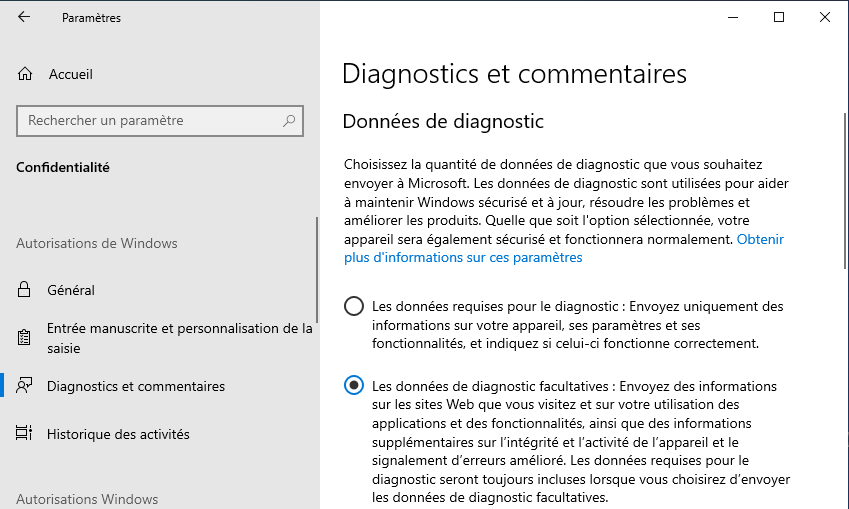 Paramètres
Accueil
Rechercher un paramètre
Confidentialité
Autorisations de Windows
Général
Entrée manuscrite et personnalisation de la
saisie
Diagnostics et commentaires
Historique des activités
Autorisations Windows
Diagnostics et commentaires
Données de diagnostic
Choisissez la quantité de données de diagnostic que vous souhaitez
envoyer à Microsoft. Les données de diagnostic sont utilisées pour aider
à maintenir Windows sécurisé et à jour, résoudre les problèmes et
améliorer les produits. Quelle que soit l'option sélectionnée, votre
appareil sera également sécurisé et fonctionnera normalement. Obtenir
plus d'informations sur ces paramètres
Les données requises pour le diagnostic : Envoyez uniquement des
informations sur votre appareil, ses paramètres et ses
fonctionnalités, et indiquez si celui-ci fonctionne correctement.
Les données de diagnostic facultatives : Envoyez des informations
sur les sites Web que vous visitez et sur votre utilisation des
applications et des fonctionnalités, ainsi que des informations
supplémentaires sur l’intégrité et l’activité de l’appareil et le
signalement d’erreurs amélioré. Les données requises pour le
diagnostic seront toujours incluses lorsque vous choisirez d’envoyer
les données de diagnostic facultatives.